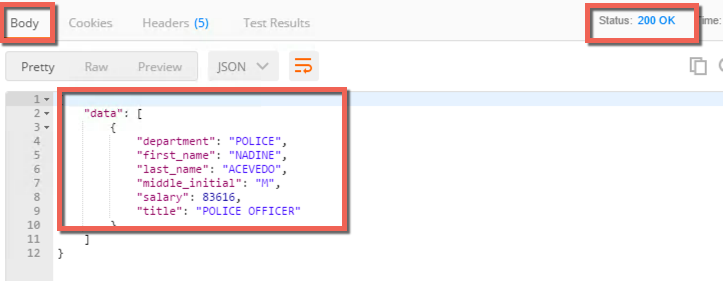 Body Cookies Headers (5) Test Results Status: 200 OK Time:
Pretty Raw Preview JSON
1
2 "data": [
3 {
4 "department": "POLICE",
5 "first_name": "NADINE",
6 "last_name": "ACEVEDO",
7 "middle_initial": "M",
8 "salary": 83616,
9 "title": "POLICE OFFICER"
10 }
11 ]
12 }